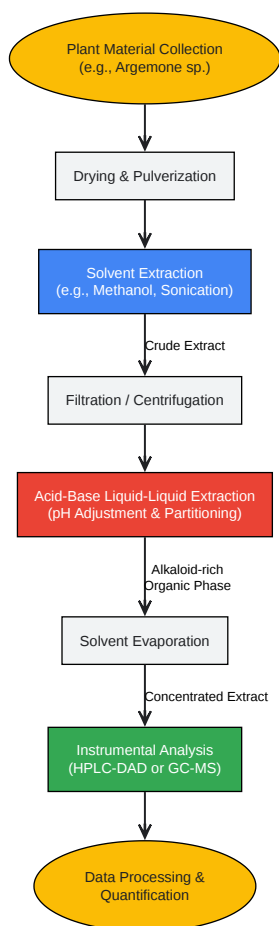 Plant Material Collection
(e.g., Argemone sp.)
Drying & Pulverization
Solvent Extraction
(e.g., Methanol, Sonication)
Crude Extract
Filtration / Centrifugation
Acid-Base Liquid-Liquid Extraction
(pH Adjustment & Partitioning)
Alkaloid-rich
Organic Phase
Solvent Evaporation
Concentrated Extract
Instrumental Analysis
(HPLC-DAD or GC-MS)
Data Processing &
Quantification